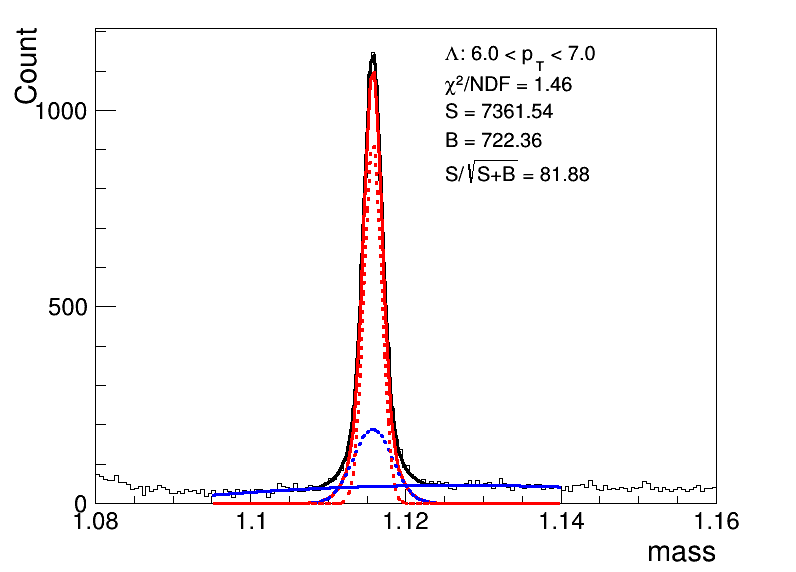 Count
Λ: 6.0 < p_T < 7.0
χ²/NDF = 1.46
S = 7361.54
B = 722.36
S/√S+B = 81.88
1000
500
0
1.08 1.1 1.12 1.14 1.16
mass